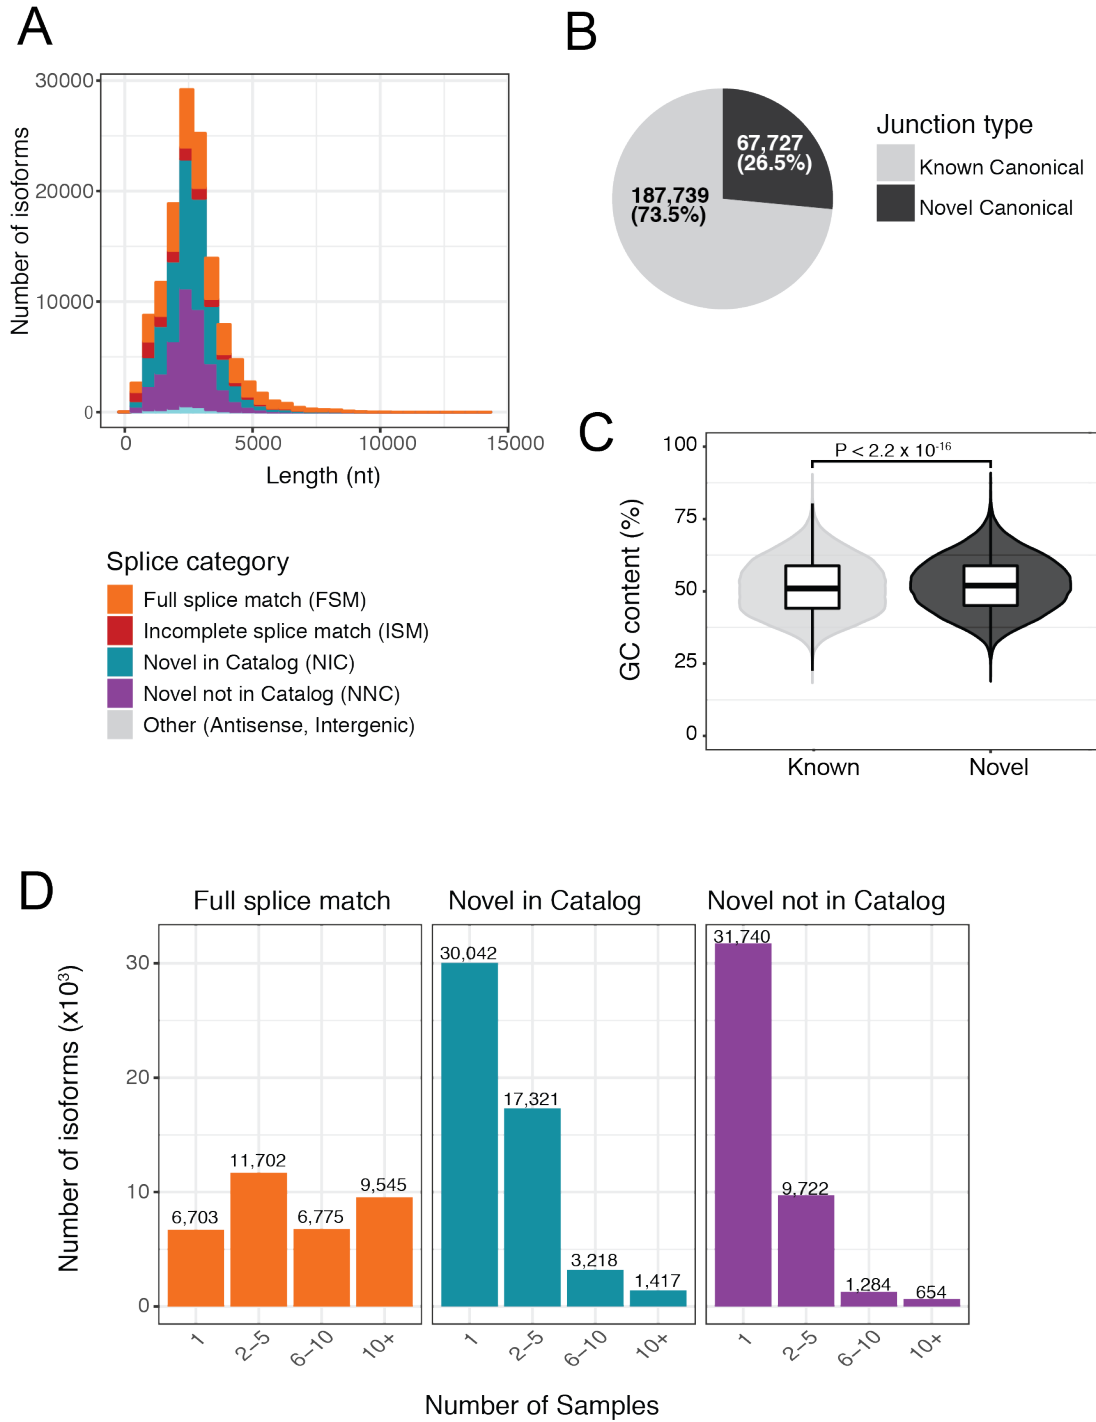 A
30000
20000
10000
0
Number of isoforms
0
5000
10000
15000
Length (nt)
Splice category
Full splice match (FSM)
Incomplete splice match (ISM)
Novel in Catalog (NIC)
Novel not in Catalog (NNC)
Other (Antisense, Intergenic)
B
67,727
(26.5%)
187,739
(73.5%)
Junction type
Known Canonical
Novel Canonical
C
100
75
50
25
0
GC content (%)
P < 2.2 x 10⁻¹⁶
Known
Novel
D
Full splice match
Novel in Catalog
Novel not in Catalog
Number of isoforms (x10³)
30
20
10
0
6,703
11,702
6,775
9,545
30,042
17,321
3,218
1,417
31,740
9,722
1,284
654
1
2−5
6−10
10+
1
2−5
6−10
10+
1
2−5
6−10
10+
Number of Samples